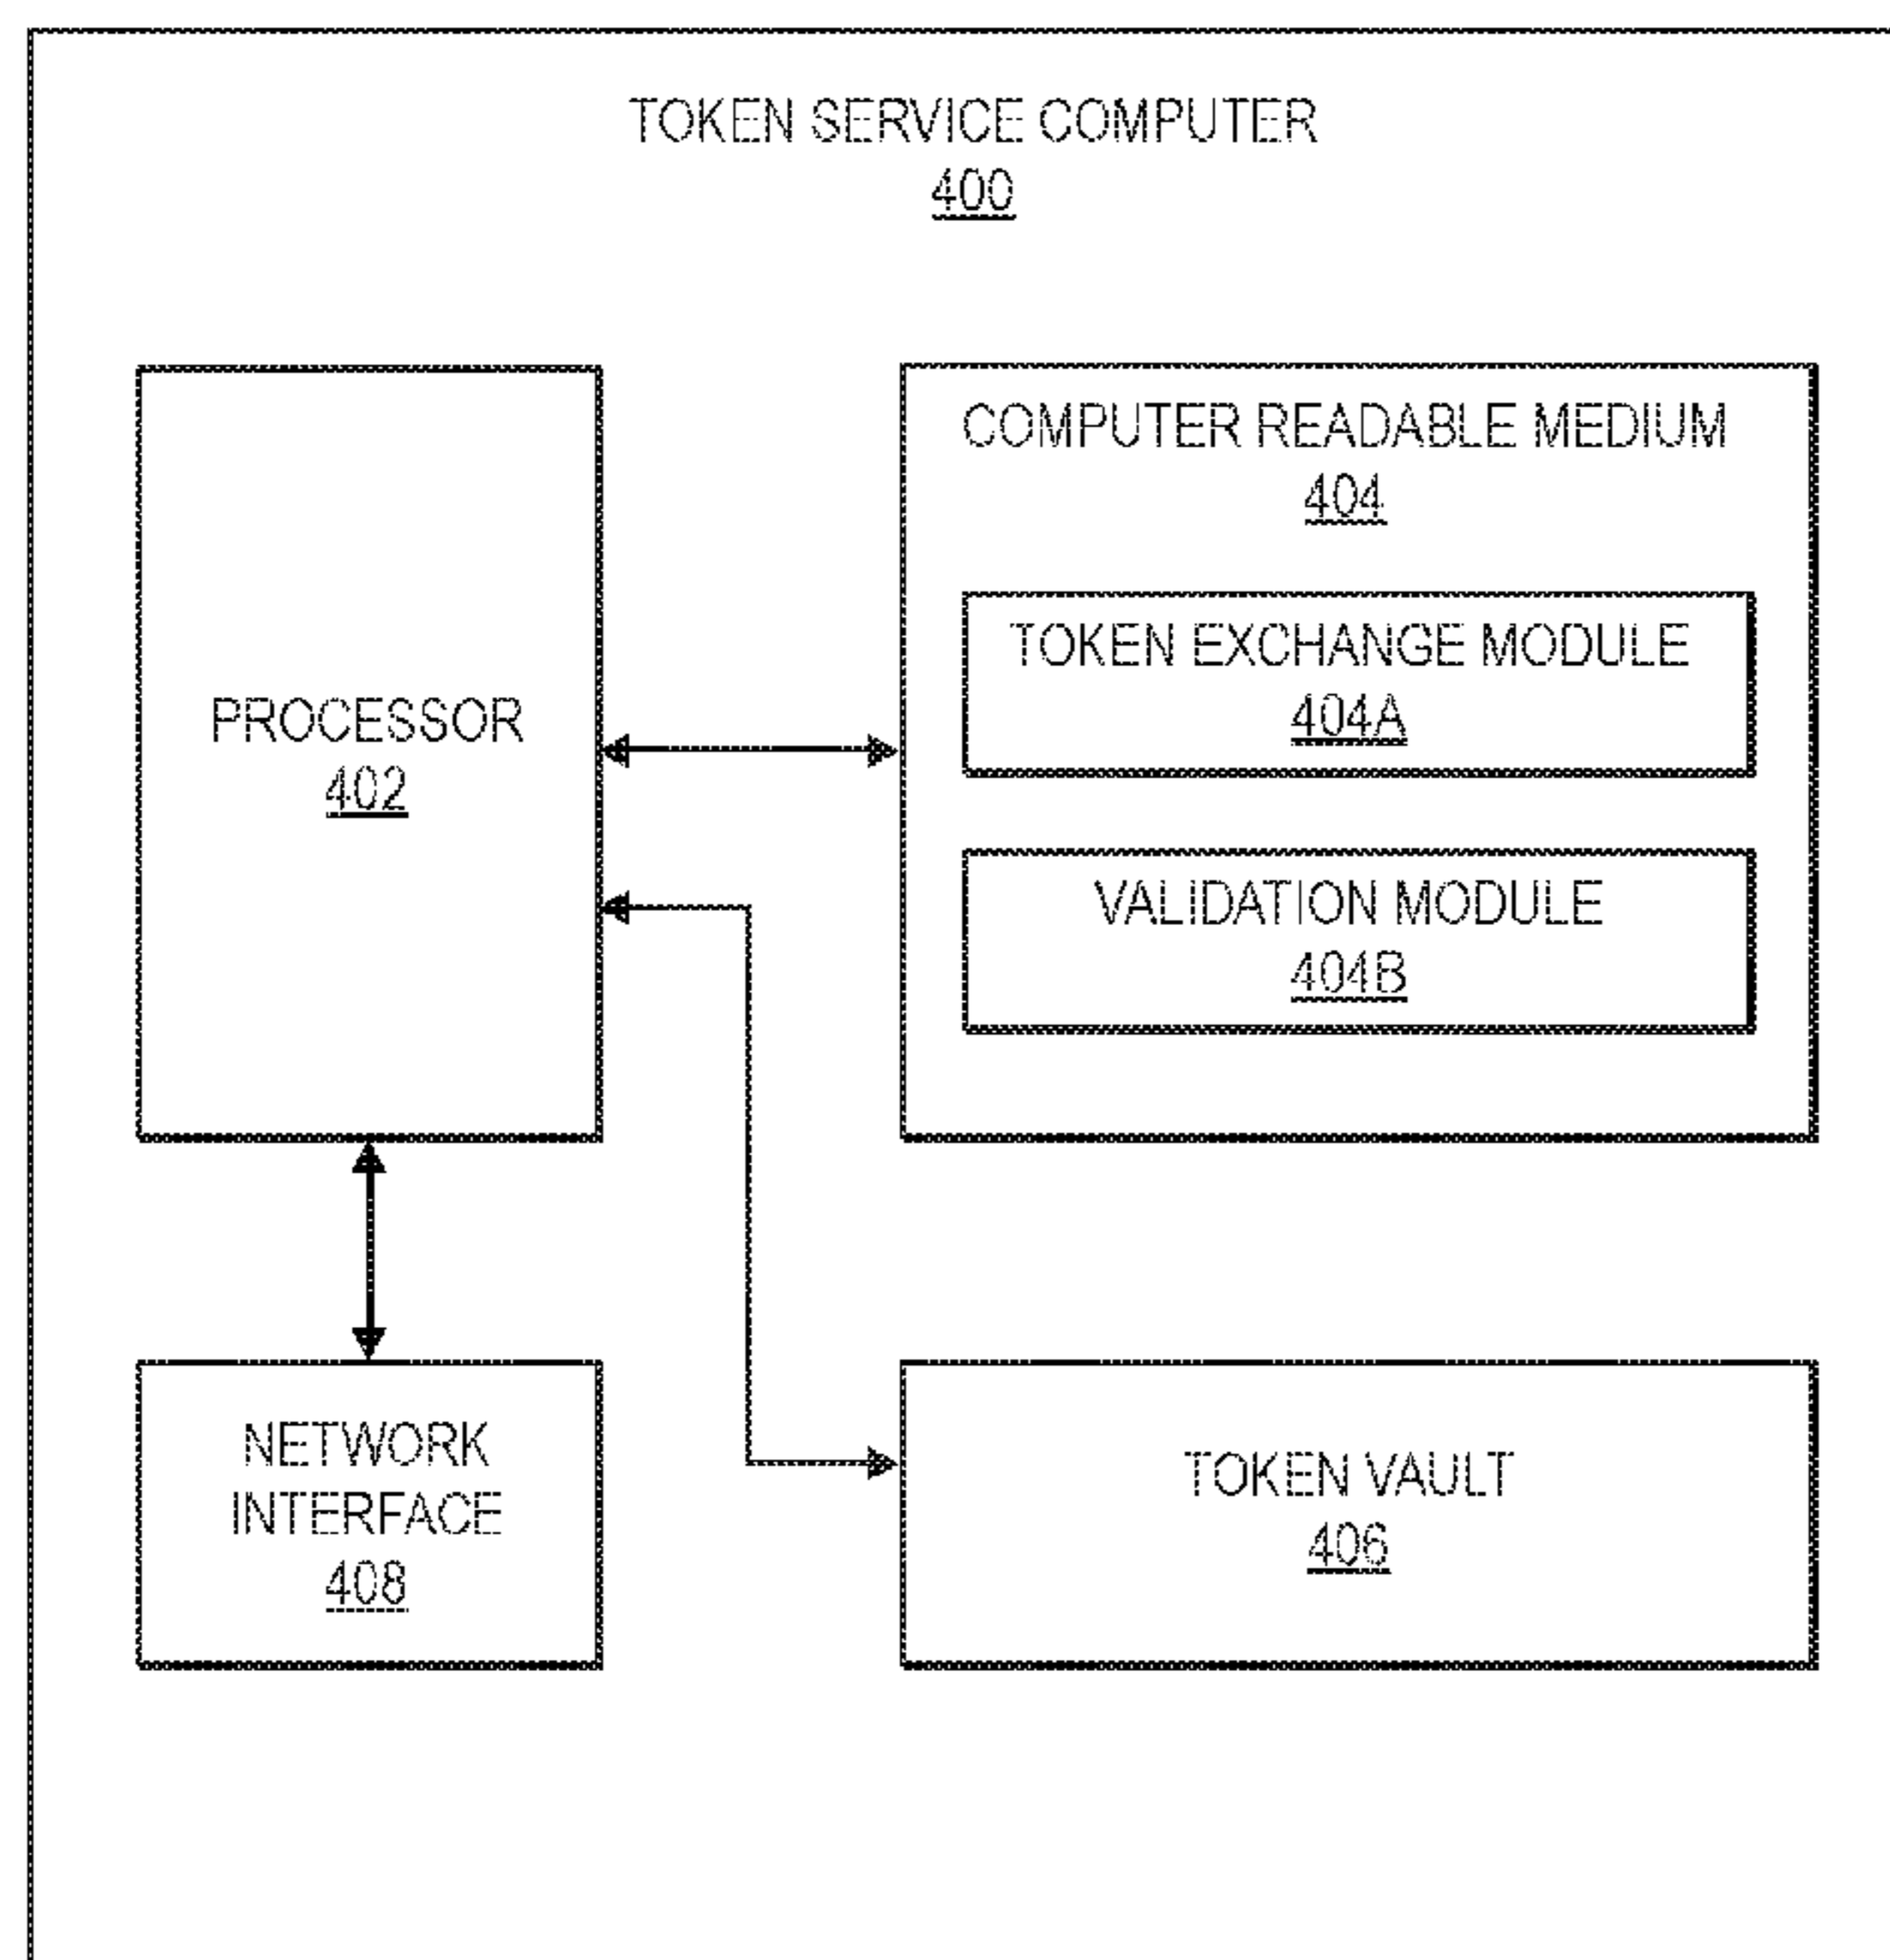 TOKEN SERVICE COMPUTER
400
COMPUTER READABLE MEDIUM
404
TOKEN EXCHANGE MODULE
404A
PROCESSOR
402
VALIDATION MODULE
404B
NETWORK
INTERFACE
408
TOKEN VAULT
406